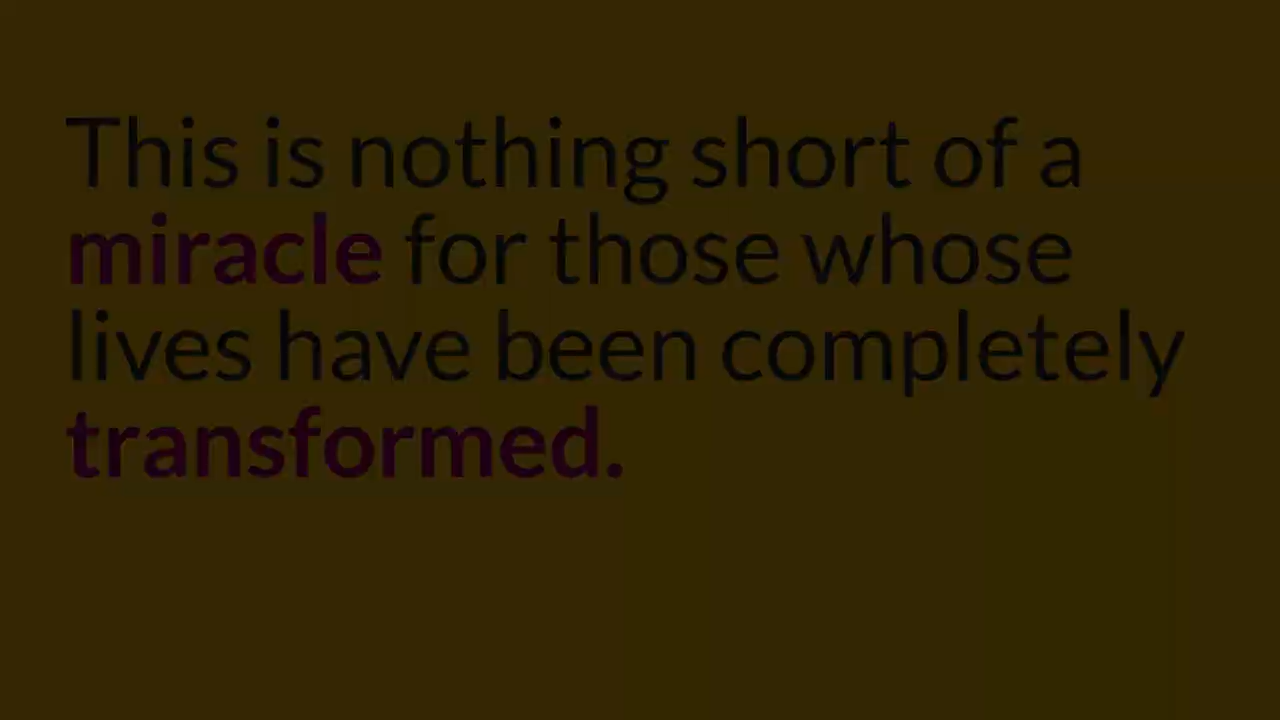 This is nothing short of a
miracle for those whose
lives have been completely
transformed.